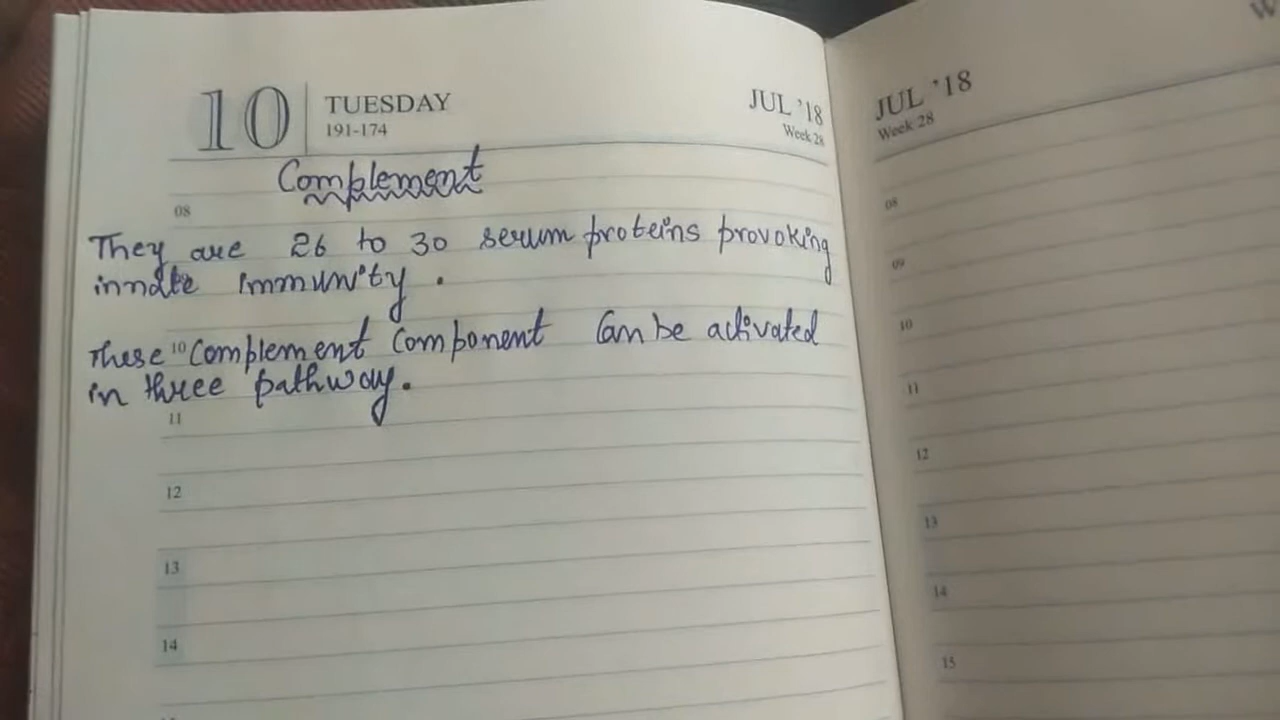 10 TUESDAY JUL '18
191-174 Week 28
Complement
08
They are 26 to 30 serum proteins provoking
innate immunity .
These 10 Complement Component Can be activated
in three pathway.
11
12
13
14
JUL '18
Week 28
08
09
10
11
12
13
14
15